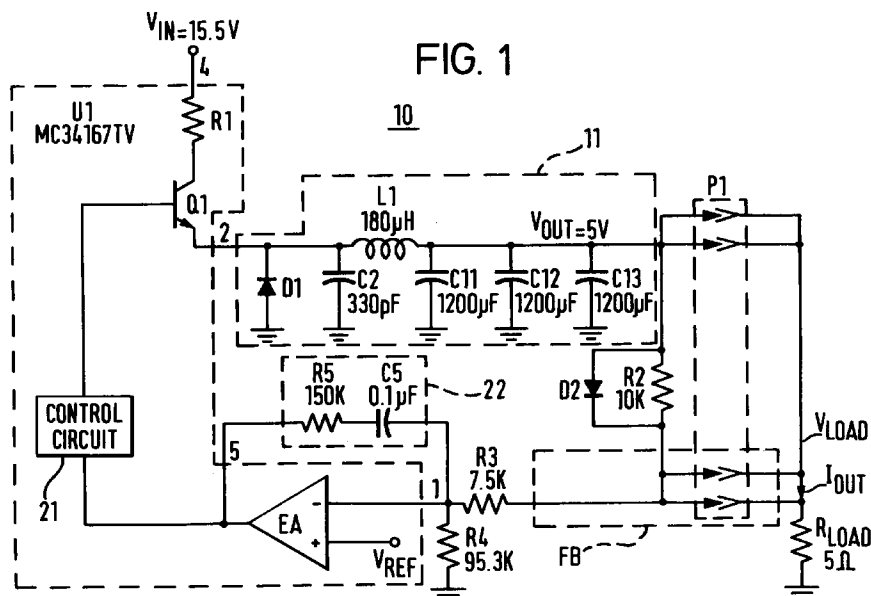 V_IN=15.5V
4
FIG. 1
U1
MC34167TV
R1
10
11
P1
Q1
2
L1
180μH
V_OUT=5V
D1
C2
330pF
C11
1200μF
C12
1200μF
C13
1200μF
R5
150K
C5
0.1μF
22
D2
R2
10K
CONTROL
CIRCUIT
21
5
V_LOAD
R3
7.5K
1
I_OUT
EA
-
+
V_REF
R4
95.3K
FB
R_LOAD
5Ω